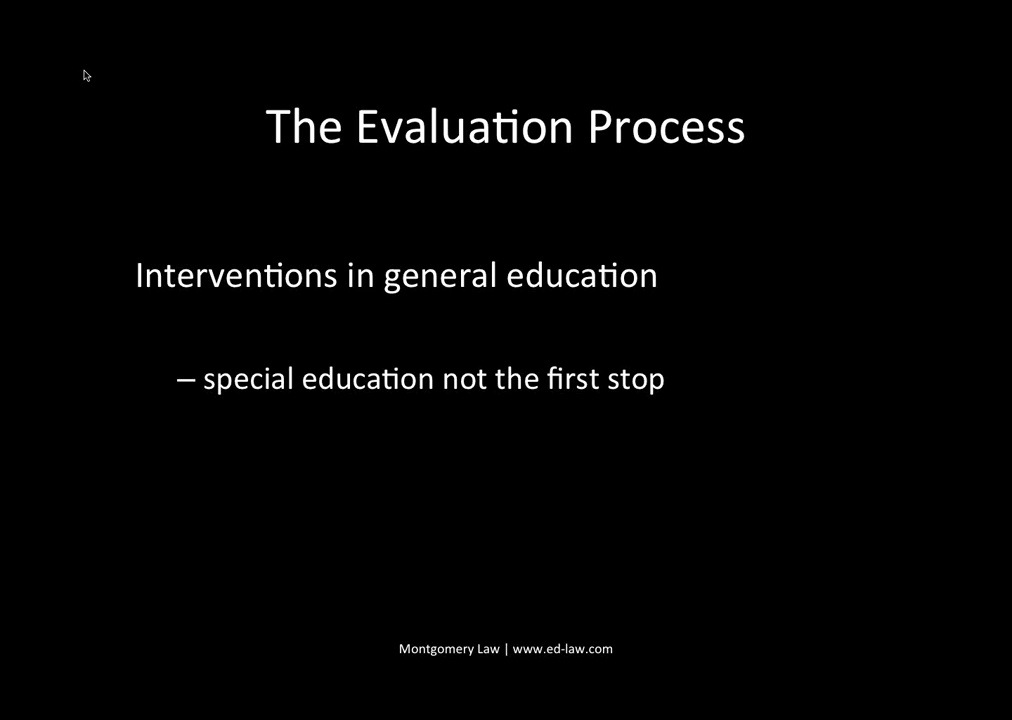 The Evaluation Process
Interventions in general education
– special education not the first stop
Montgomery Law | www.ed-law.com